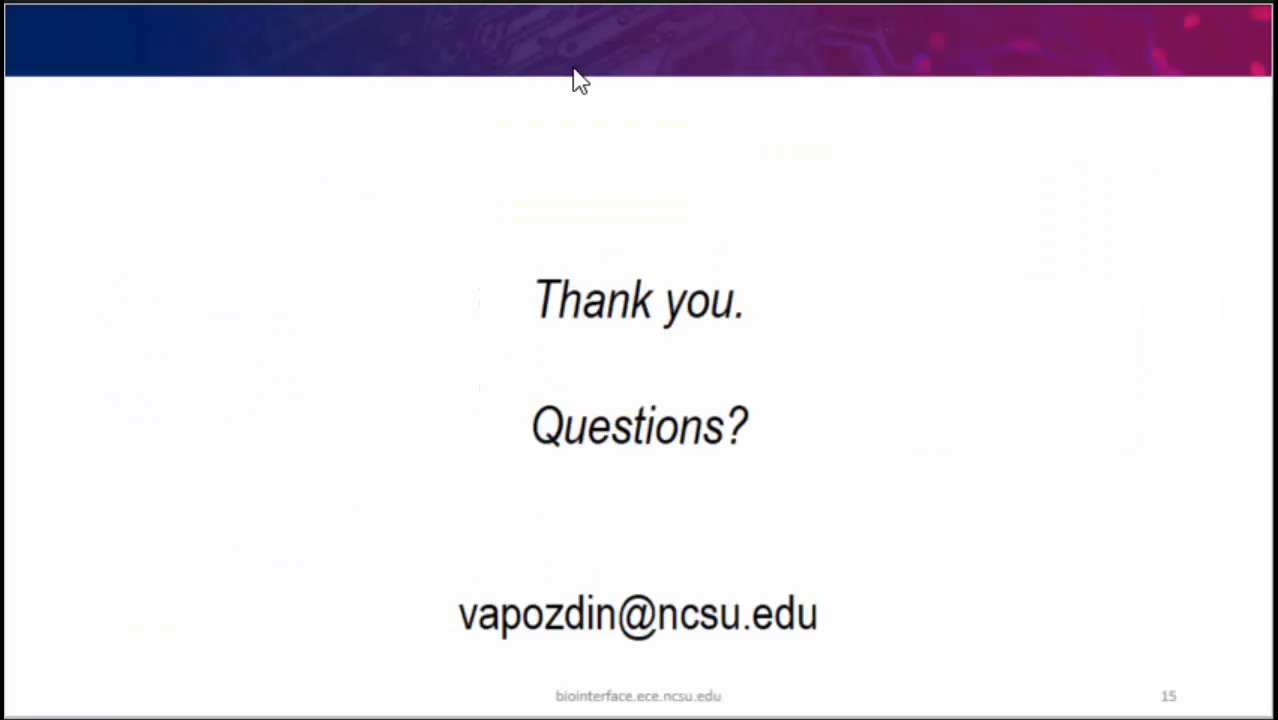 Thank you.
Questions?
vapozdin@ncsu.edu
biointerface.ece.ncsu.edu
15